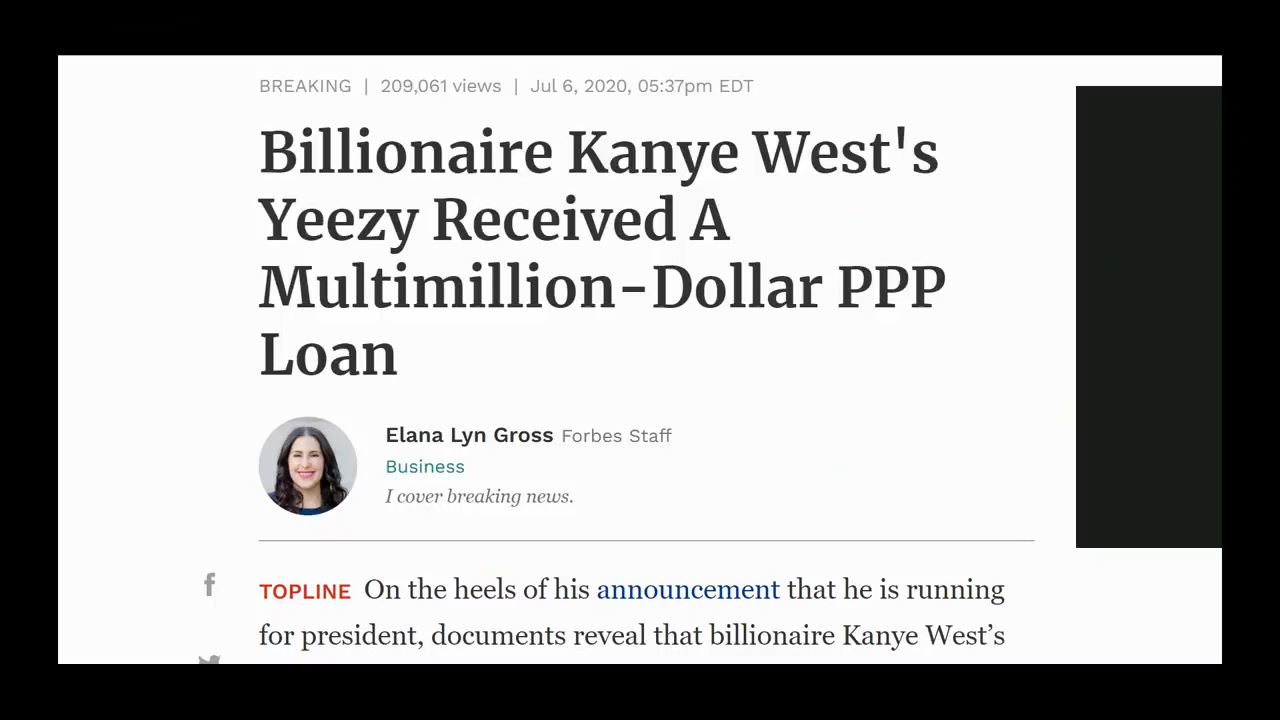 BREAKING | 209,061 views | Jul 6, 2020, 05:37pm EDT
Billionaire Kanye West's
Yeezy Received A
Multimillion-Dollar PPP
Loan
Elana Lyn Gross Forbes Staff
Business
I cover breaking news.
TOPLINE On the heels of his announcement that he is running
for president, documents reveal that billionaire Kanye West’s